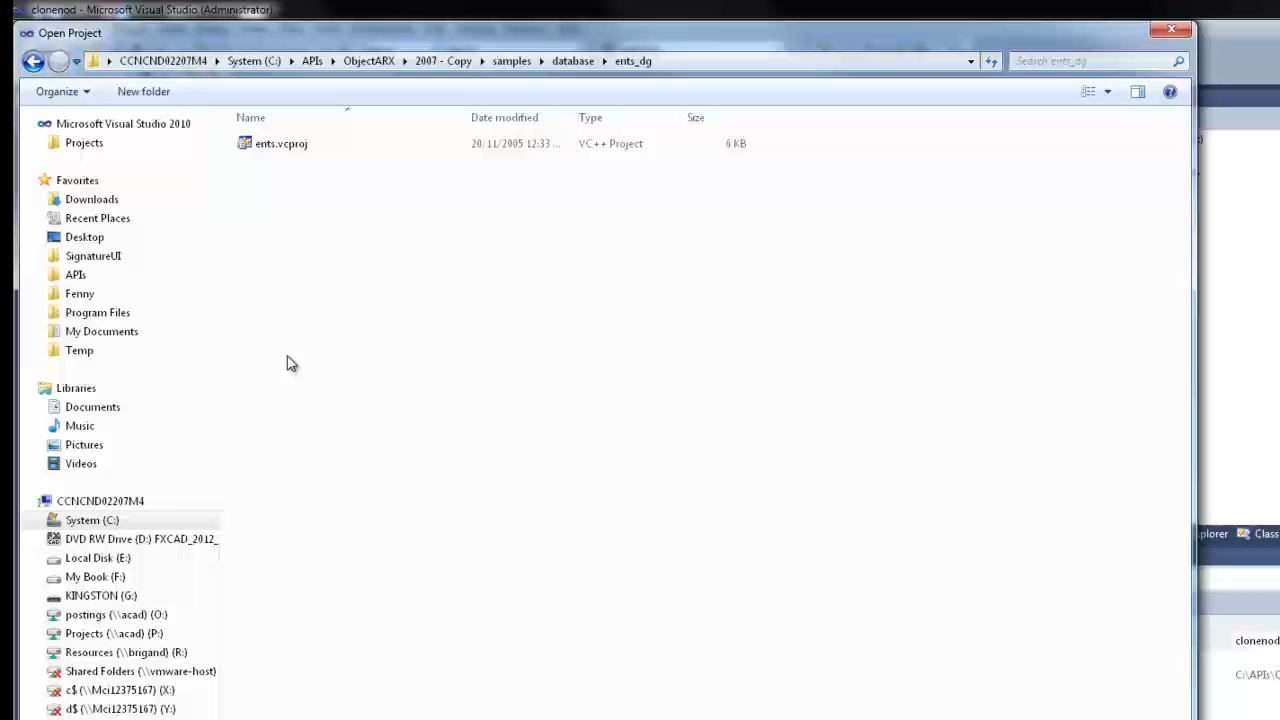 clonenod - Microsoft Visual Studio (Administrator)
Open Project
CCNCND02207M4 System (C:) APIs ObjectARX 2007 - Copy samples database ents_dg
Search ents_dg
Organize New folder
Name Date modified Type Size
Microsoft Visual Studio 2010
Projects
ents.vcproj 20/11/2005 12:33 ... VC++ Project 6 KB
Favorites
Downloads
Recent Places
Desktop
SignatureUI
APIs
Fenny
Program Files
My Documents
Temp
Libraries
Documents
Music
Pictures
Videos
CCNCND02207M4
System (C:)
DVD RW Drive (D:) FXCAD_2012_
Local Disk (E:)
My Book (F:)
KINGSTON (G:)
postings (\\acad) (O:)
Projects (\\acad) (P:)
Resources (\\brigand) (R:)
Shared Folders (\\vmware-host)
c$ (\\Mci12375167) (X:)
d$ (\\Mci12375167) (Y:)
plorer Class
clonenod
C:\APIs\O